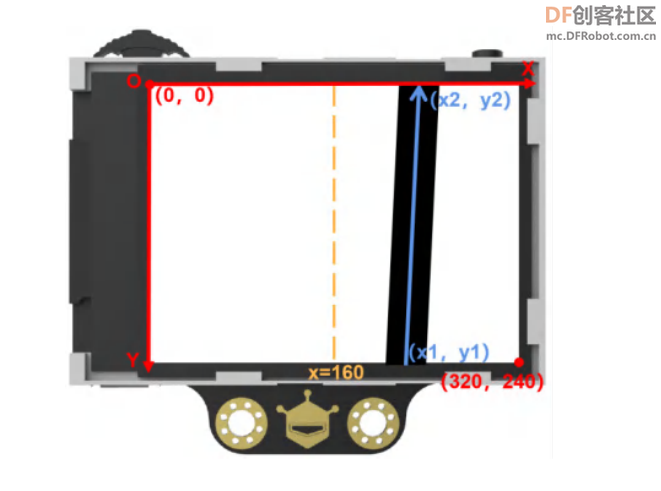 DF创客社区
mc.DFRobot.com.cn
O
X
(0, 0)
(x2, y2)
(x1, y1)
Y
x=160
(320, 240)